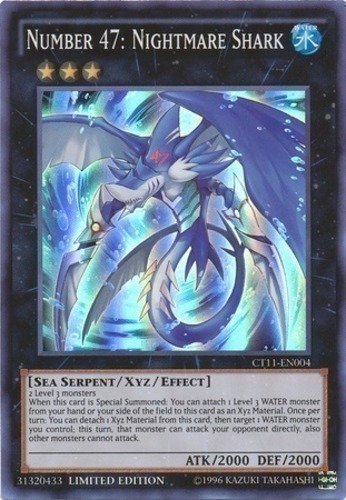 NUMBER 47: NIGHTMARE SHARK
WATER
水
47
CT11-EN004
[SEA SERPENT/XYZ/EFFECT]
2 Level 3 monsters
When this card is Special Summoned: You can attach 1 Level 3 WATER monster
from your hand or your side of the field to this card as an Xyz Material. Once per
turn: You can detach 1 Xyz Material from this card, then target 1 WATER monster
you control; this turn, that monster can attack your opponent directly, also
other monsters cannot attack.
ATK/2000 DEF/2000
31320433 LIMITED EDITION ©1996 KAZUKI TAKAHASHI